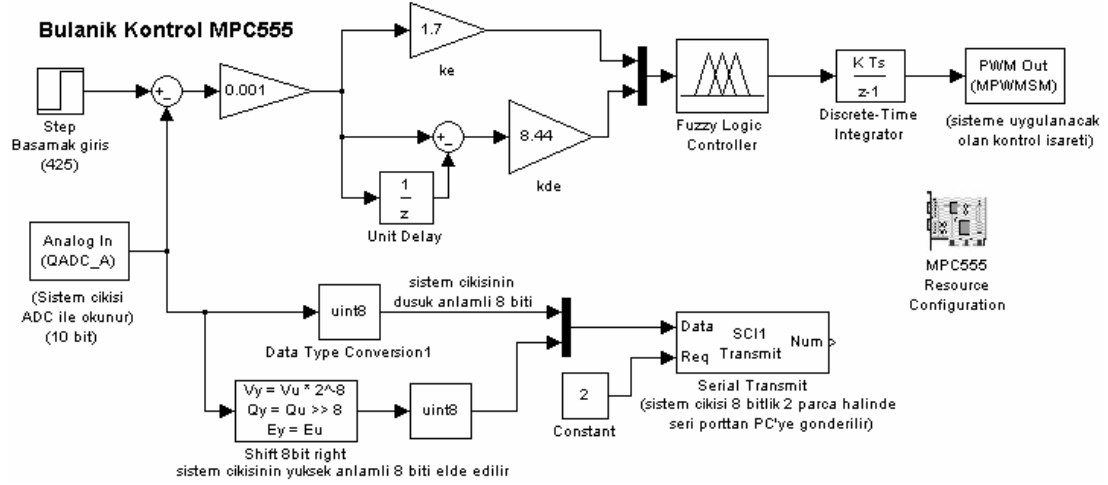 Bulanik Kontrol MPC555
Step
Basamak giris
(425)
+
−
0.001
1.7
ke
+
−
1
z
Unit Delay
8.44
kde
Fuzzy Logic
Controller
K Ts
z-1
Discrete-Time
Integrator
PWM Out
(MPWMSM)
(sisteme uygulanacak
olan kontrol isareti)
Analog In
(QADC_A)
(Sistem cikisi
ADC ile okunur)
(10 bit)
MPC555
Resource
Configuration
uint8
Data Type Conversion1
sistem cikisinin
dusuk anlamli 8 biti
Vy = Vu * 2^-8
Qy = Qu >> 8
Ey = Eu
Shift 8bit right
sistem cikisinin yuksek anlamli 8 biti elde edilir
uint8
2
Constant
Data
Req
SCI1
Transmit
Num
Serial Transmit
(sistem cikisi 8 bitlik 2 parca halinde
seri porttan PC'ye gonderilir)